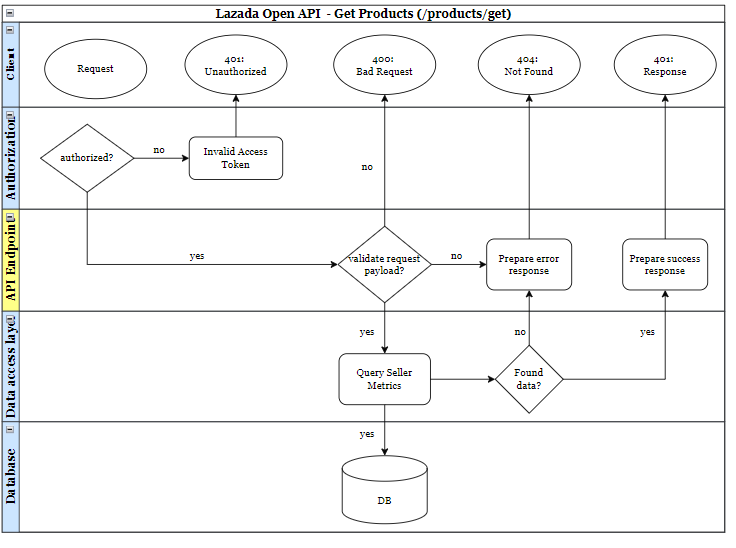 Lazada Open API  - Get Products (/products/get)
Client
Request
401:
Unauthorized
400:
Bad Request
404:
Not Found
401:
Response
Authorization
authorized?
no
Invalid Access
Token
no
API Endpoint
yes
validate request
payload?
no
Prepare error
response
Prepare success
response
Data access laye
yes
no
yes
Query Seller
Metrics
Found
data?
Database
yes
DB